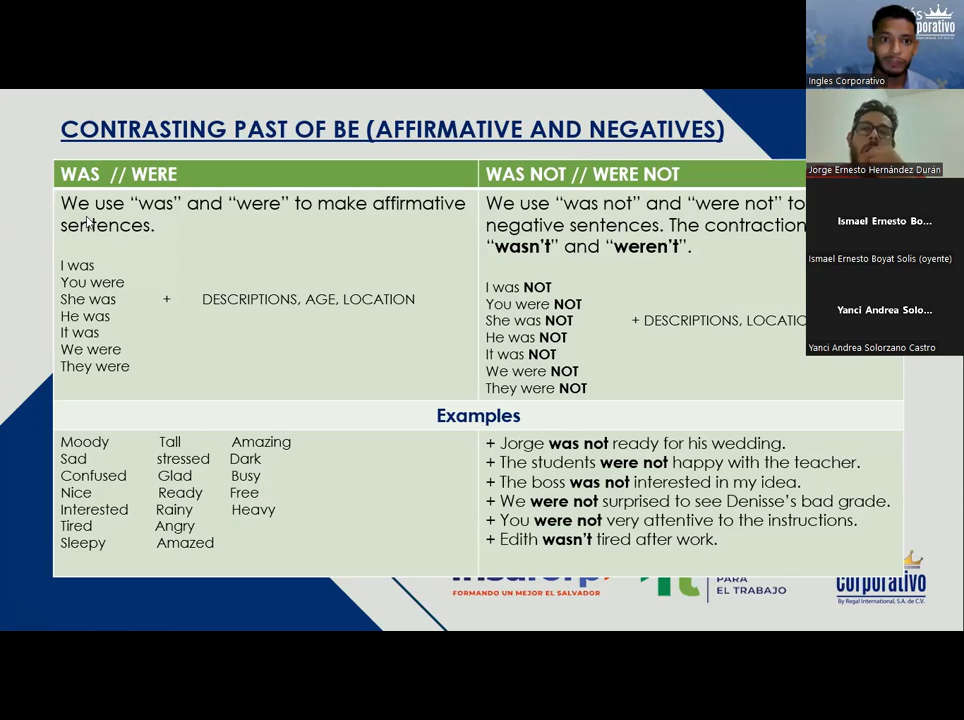 Ingles Corporativo
Jorge Ernesto Hernández Durán
Ismael Ernesto Bo...
Ismael Ernesto Boyat Solis (oyente)
Yanci Andrea Solo...
Yanci Andrea Solorzano Castro
CONTRASTING PAST OF BE (AFFIRMATIVE AND NEGATIVES)
WAS // WERE
We use “was” and “were” to make affirmative
sentences.
I was
You were
She was + DESCRIPTIONS, AGE, LOCATION
He was
It was
We were
They were
WAS NOT // WERE NOT
We use “was not” and “were not” to
negative sentences. The contraction
“wasn’t” and “weren’t”.
I was NOT
You were NOT
She was NOT + DESCRIPTIONS, LOCATIO
He was NOT
It was NOT
We were NOT
They were NOT
Examples
Moody Tall Amazing
Sad stressed Dark
Confused Glad Busy
Nice Ready Free
Interested Rainy Heavy
Tired Angry
Sleepy Amazed
+ Jorge was not ready for his wedding.
+ The students were not happy with the teacher.
+ The boss was not interested in my idea.
+ We were not surprised to see Denisse’s bad grade.
+ You were not very attentive to the instructions.
+ Edith wasn’t tired after work.
FORMANDO UN MEJOR EL SALVADOR
PARA
EL TRABAJO
corporativo
By Regal International, S.A. de C.V.